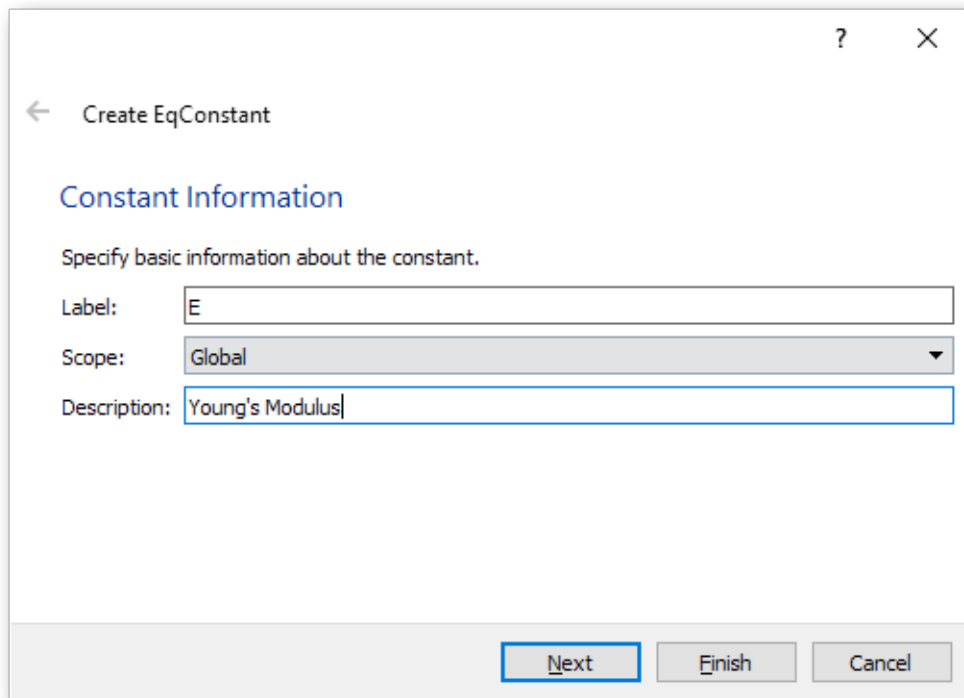 ?
Create EqConstant
Constant Information
Specify basic information about the constant.
Label: E
Scope: Global
Description: Young's Modulus
Next Finish Cancel